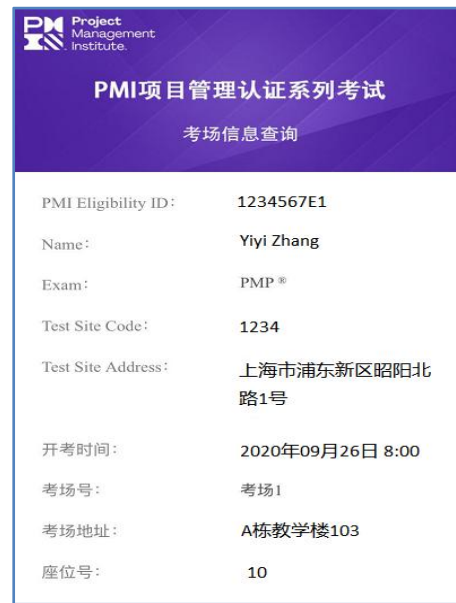 Project
Management
Institute.
PMI项目管理认证系列考试
考场信息查询
PMI Eligibility ID: 1234567E1
Name: Yiyi Zhang
Exam: PMP ®
Test Site Code: 1234
Test Site Address: 上海市浦东新区昭阳北
路1号
开考时间: 2020年09月26日 8:00
考场号: 考场1
考场地址: A栋教学楼103
座位号: 10